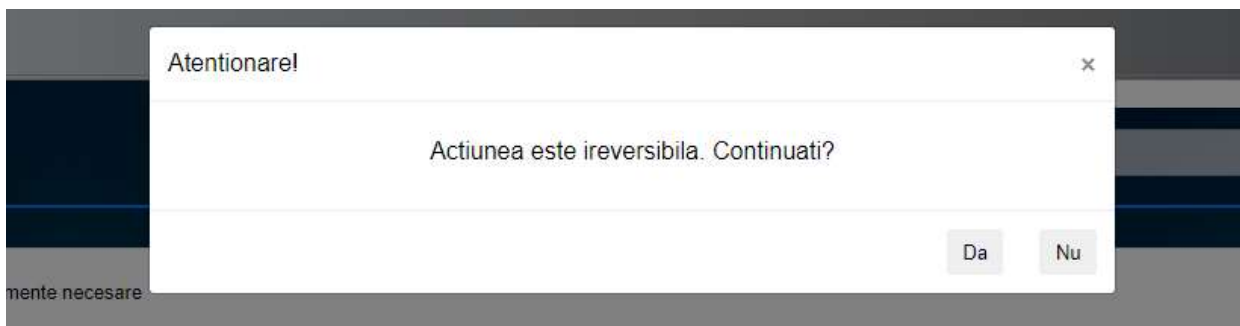 Atentionare!
×
Actiunea este ireversibila. Continuati?
Da Nu
mente necesare